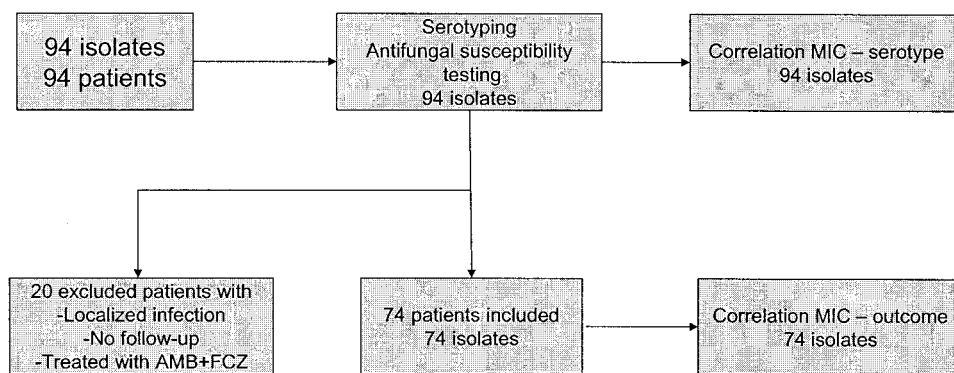 94 isolates
94 patients
Serotyping
Antifungal susceptibility
testing
94 isolates
Correlation MIC – serotype
94 isolates
20 excluded patients with
-Localized infection
-No follow-up
-Treated with AMB+FCZ
74 patients included
74 isolates
Correlation MIC – outcome
74 isolates